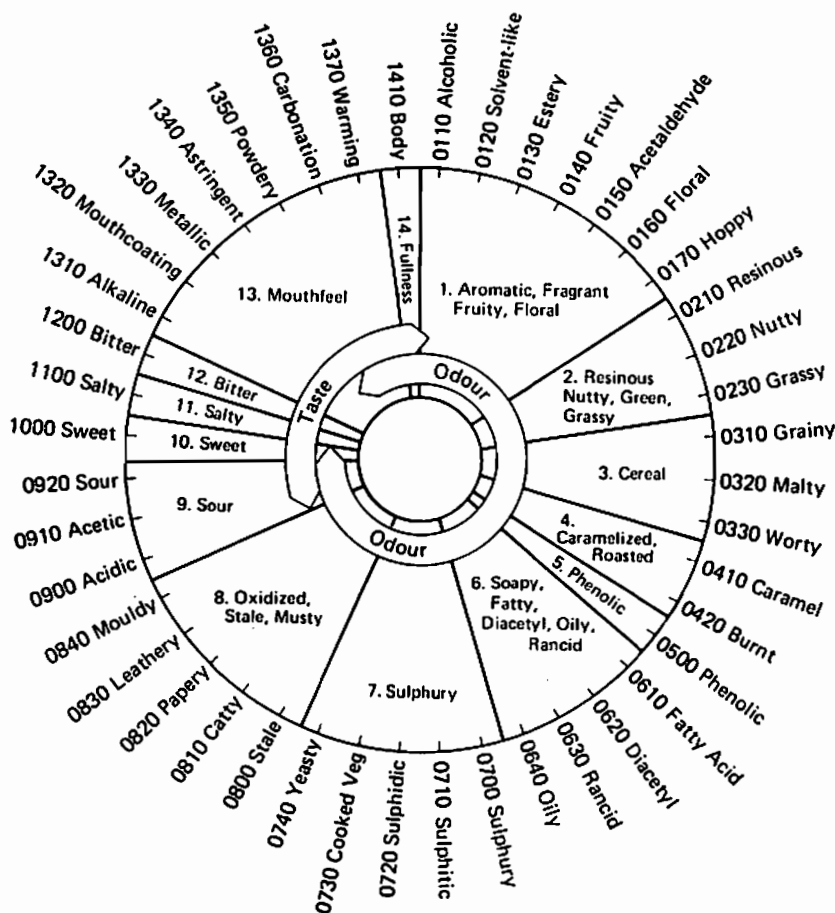 0110 Alcoholic
0120 Solvent-like
0130 Estery
0140 Fruity
0150 Acetaldehyde
0160 Floral
0170 Hoppy
0210 Resinous
0220 Nutty
0230 Grassy
0310 Grainy
0320 Malty
0330 Worty
0410 Caramel
0420 Burnt
0500 Phenolic
0610 Fatty Acid
0620 Diacetyl
0630 Rancid
0640 Oily
0700 Sulphury
0710 Sulphitic
0720 Sulphidic
0730 Cooked Veg
0740 Yeasty
0800 Stale
0810 Catty
0820 Papery
0830 Leathery
0840 Mouldy
0900 Acidic
0910 Acetic
0920 Sour
1000 Sweet
1100 Salty
1200 Bitter
1310 Alkaline
1320 Mouthcoating
1330 Metallic
1340 Astringent
1350 Powdery
1360 Carbonation
1370 Warming
1410 Body
1. Aromatic, Fragrant
Fruity, Floral
2. Resinous
Nutty, Green,
Grassy
3. Cereal
4.
Caramelized,
Roasted
5. Phenolic
6. Soapy,
Fatty,
Diacetyl, Oily,
Rancid
7. Sulphury
8. Oxidized,
Stale, Musty
9. Sour
10. Sweet
11. Salty
12. Bitter
13. Mouthfeel
14. Fullness
Taste
Odour
Odour